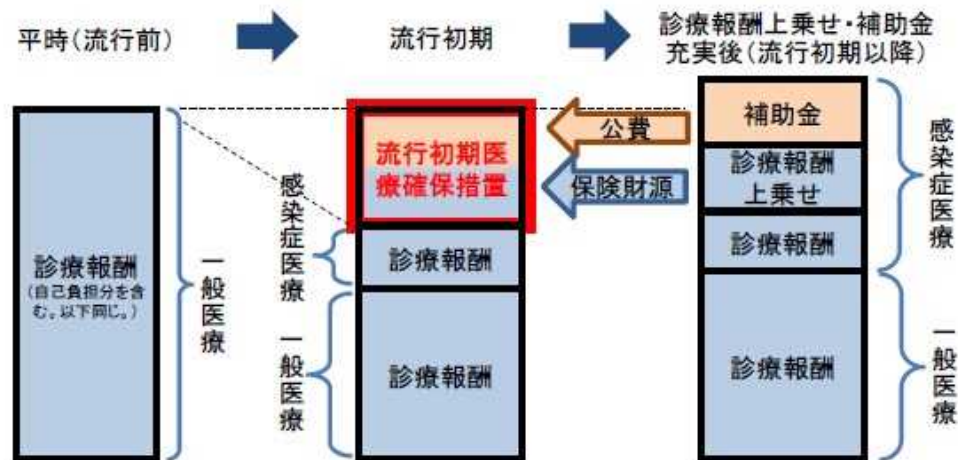 平時(流行前)
流行初期
診療報酬上乗せ・補助金
充実後(流行初期以降)
診療報酬
(自己負担分を含
む。以下同じ。)
一般医療
流行初期医
療確保措置
診療報酬
診療報酬
感染症医療
一般医療
公費
保険財源
補助金
診療報酬
上乗せ
診療報酬
診療報酬
感染症医療
一般医療